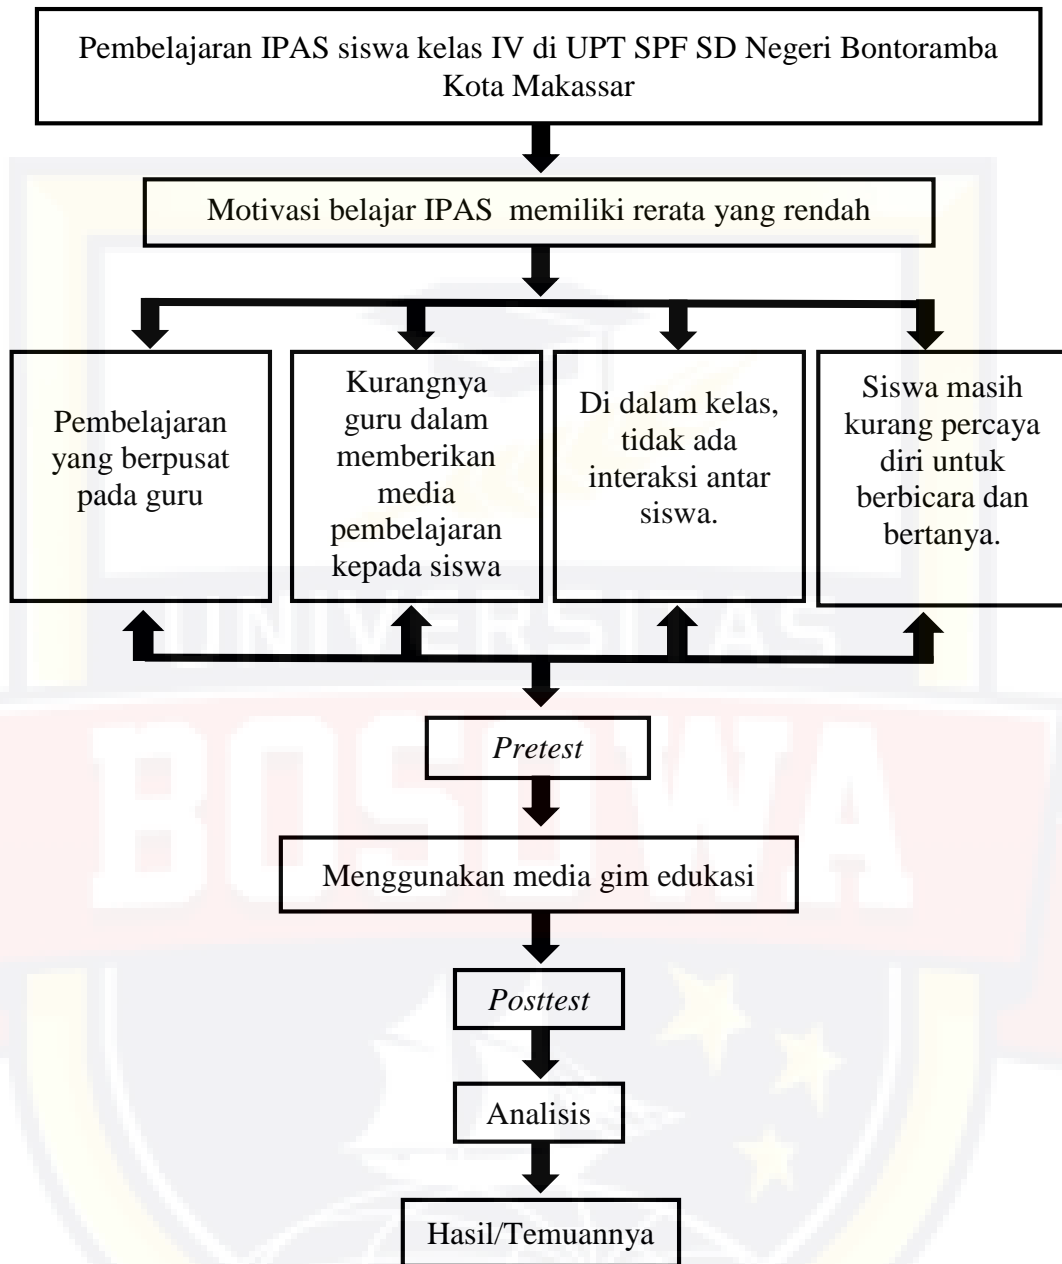 Pembelajaran IPAS siswa kelas IV di UPT SPF SD Negeri Bontoramba
Kota Makassar
Motivasi belajar IPAS  memiliki rerata yang rendah
Pembelajaran
yang berpusat
pada guru
Kurangnya
guru dalam
memberikan
media
pembelajaran
kepada siswa
Di dalam kelas,
tidak ada
interaksi antar
siswa.
Siswa masih
kurang percaya
diri untuk
berbicara dan
bertanya.
UNIVERSITAS
Pretest
BOSOWA
Menggunakan media gim edukasi
Posttest
Analisis
Hasil/Temuannya